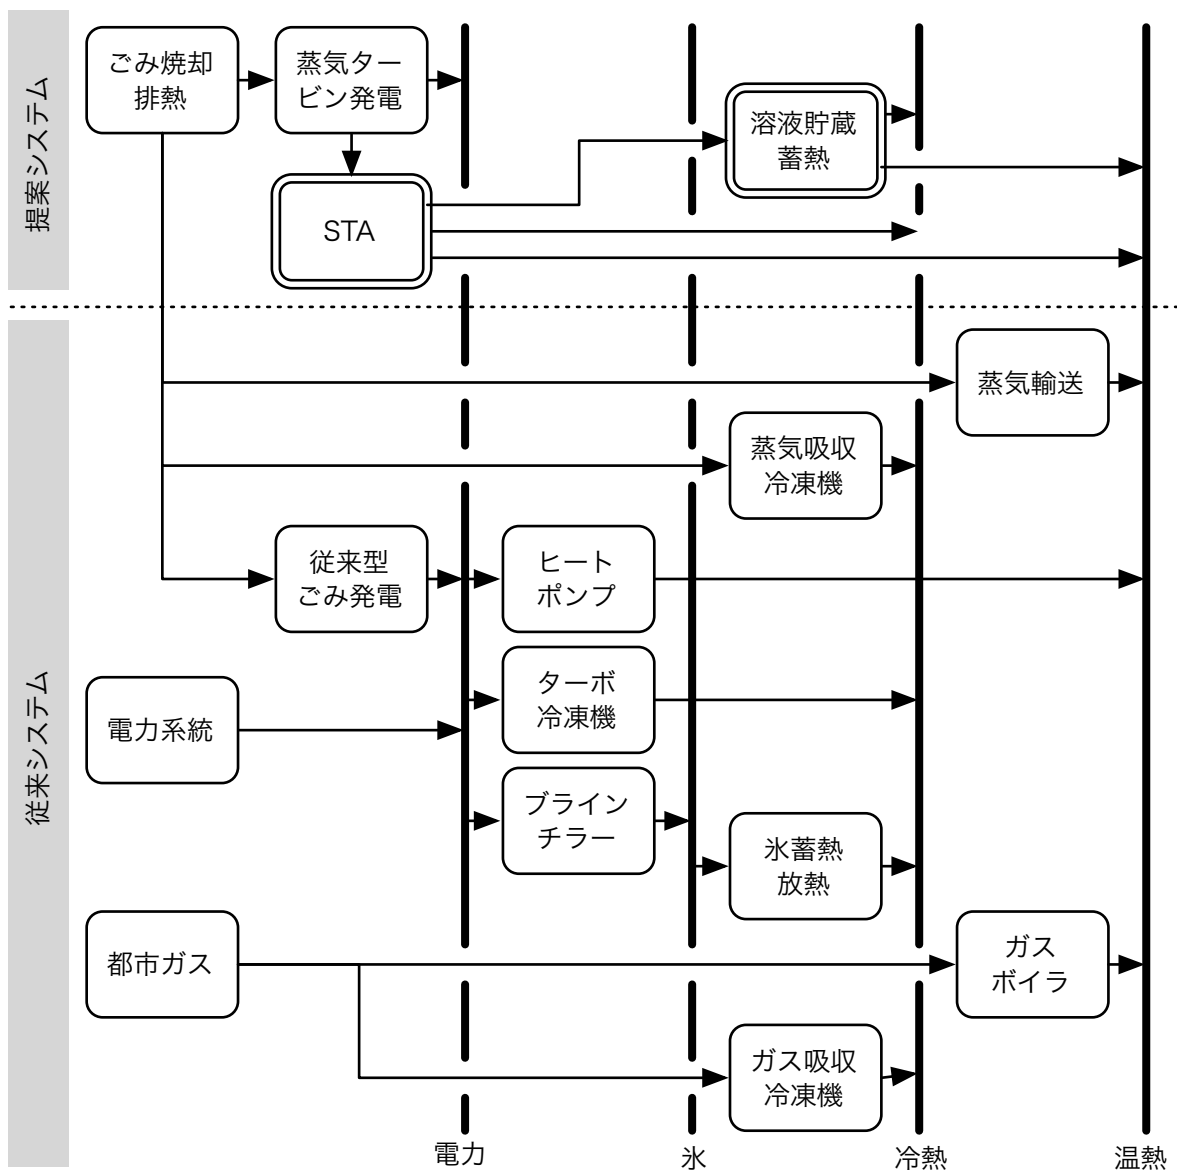 提案システム
ごみ焼却
排熱
蒸気ター
ビン発電
溶液貯蔵
蓄熱
STA
従来システム
蒸気輸送
蒸気吸収
冷凍機
従来型
ごみ発電
ヒート
ポンプ
電力系統
ターボ
冷凍機
ブライン
チラー
氷蓄熱
放熱
都市ガス
ガス
ボイラ
ガス吸収
冷凍機
電力
氷
冷熱
温熱